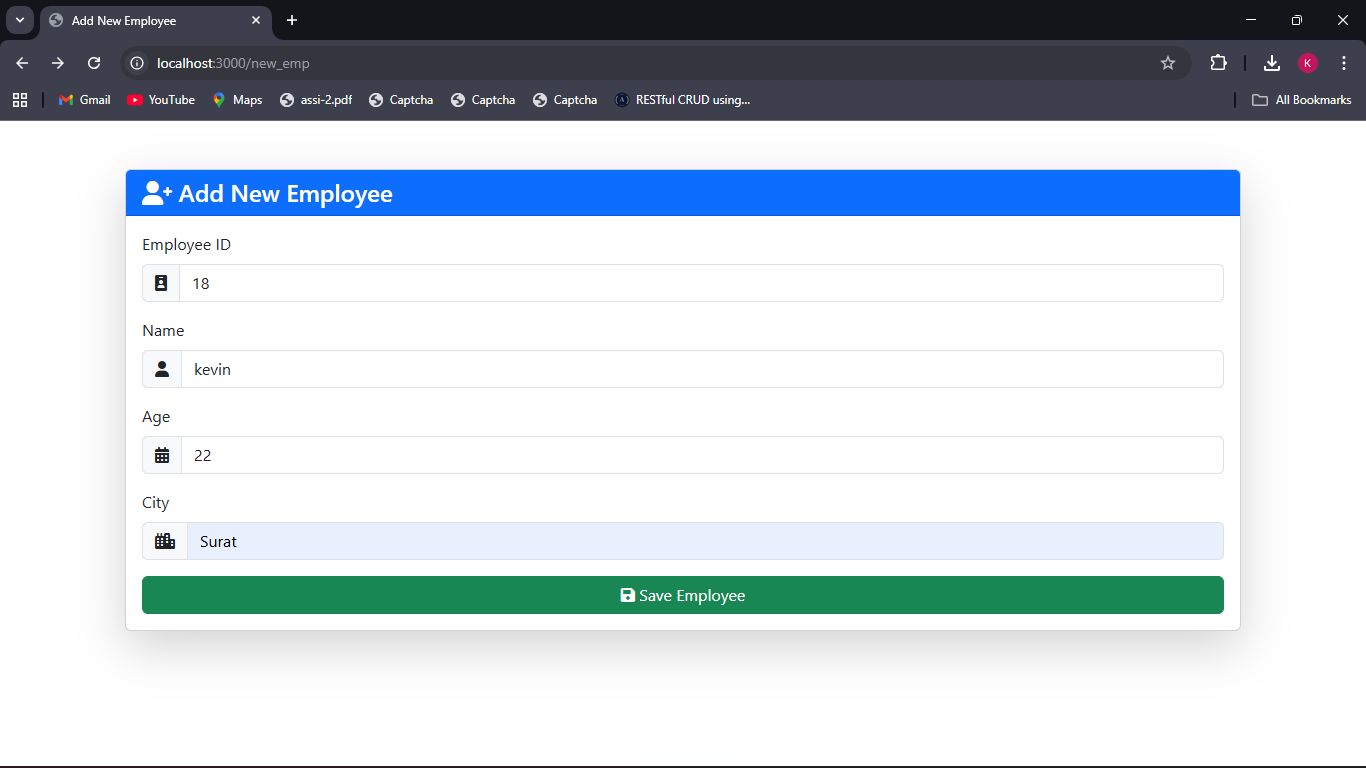 Add New Employee
localhost:3000/new_emp
K
Gmail YouTube Maps assi-2.pdf Captcha Captcha Captcha RESTful CRUD using... All Bookmarks
Add New Employee
Employee ID
18
Name
kevin
Age
22
City
Surat
Save Employee